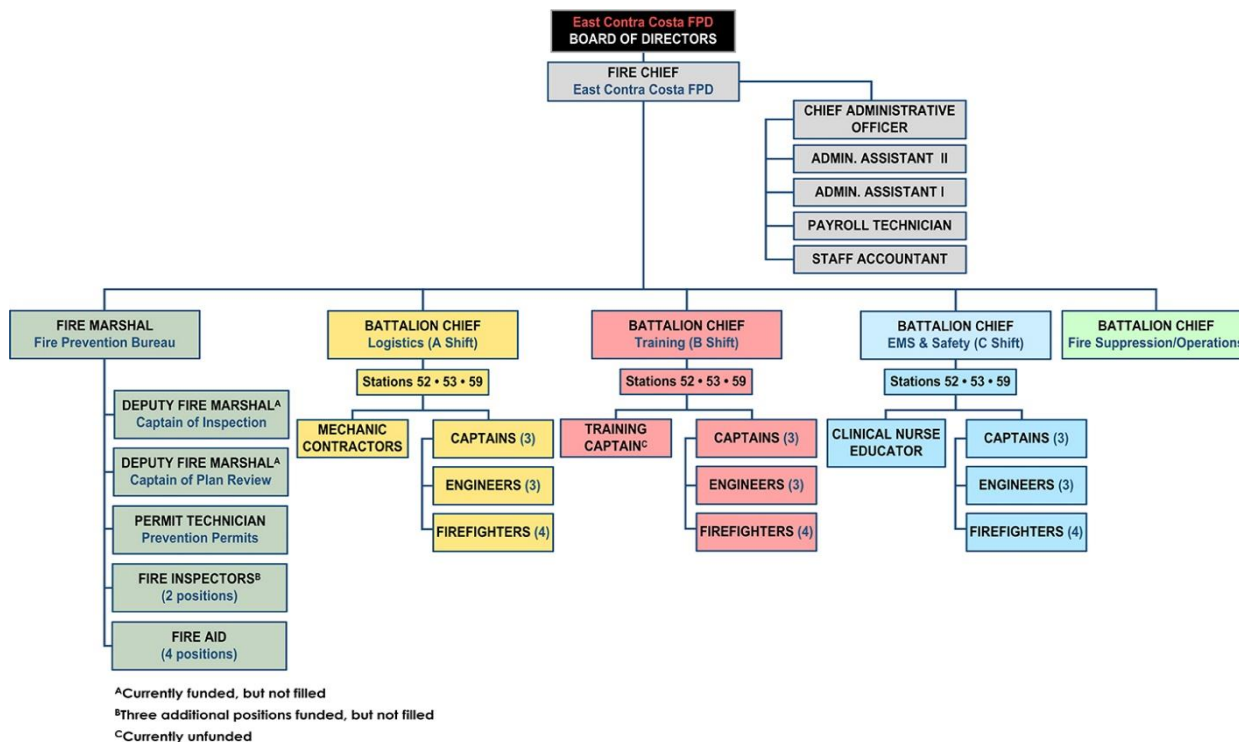 East Contra Costa FPD
BOARD OF DIRECTORS
FIRE CHIEF
East Contra Costa FPD
CHIEF ADMINISTRATIVE
OFFICER
ADMIN. ASSISTANT II
ADMIN. ASSISTANT I
PAYROLL TECHNICIAN
STAFF ACCOUNTANT
FIRE MARSHAL
Fire Prevention Bureau
DEPUTY FIRE MARSHALᴬ
Captain of Inspection
DEPUTY FIRE MARSHALᴬ
Captain of Plan Review
PERMIT TECHNICIAN
Prevention Permits
FIRE INSPECTORSᴮ
(2 positions)
FIRE AID
(4 positions)
BATTALION CHIEF
Logistics (A Shift)
Stations 52 • 53 • 59
MECHANIC
CONTRACTORS
CAPTAINS (3)
ENGINEERS (3)
FIREFIGHTERS (4)
BATTALION CHIEF
Training (B Shift)
Stations 52 • 53 • 59
TRAINING
CAPTAINᶜ
CAPTAINS (3)
ENGINEERS (3)
FIREFIGHTERS (4)
BATTALION CHIEF
EMS & Safety (C Shift)
Stations 52 • 53 • 59
CLINICAL NURSE
EDUCATOR
CAPTAINS (3)
ENGINEERS (3)
FIREFIGHTERS (4)
BATTALION CHIEF
Fire Suppression/Operations
ᴬCurrently funded, but not filled
ᴮThree additional positions funded, but not filled
ᶜCurrently unfunded